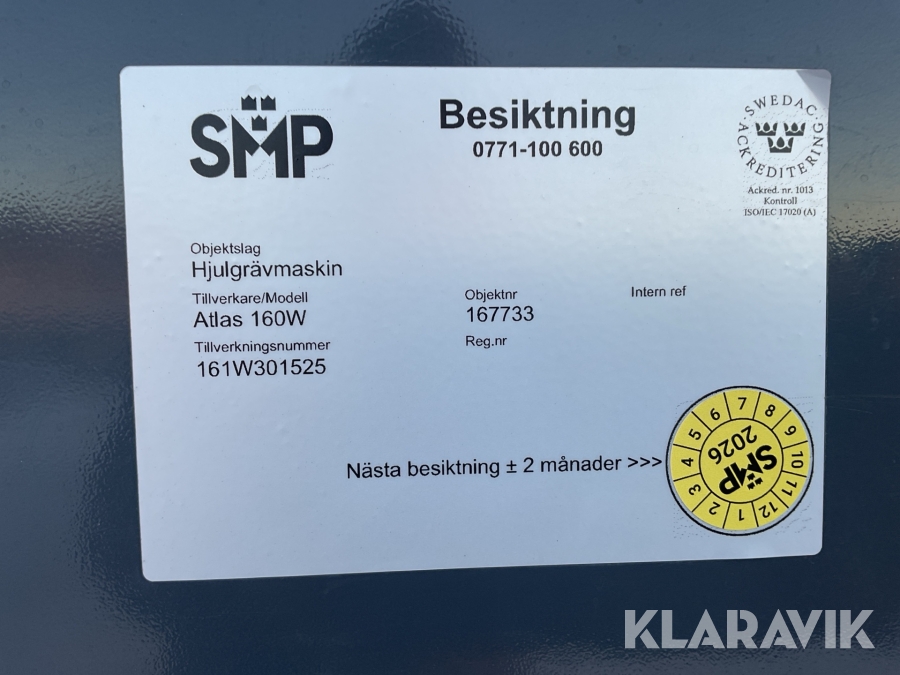 SMP
Besiktning
0771-100 600
SWEDAC
ACKREDITERING
Ackred. nr. 1013
Kontroll
ISO/IEC 17020 (A)
Objektslag
Hjulgrävmaskin
Tillverkare/Modell
Atlas 160W
Objektnr
167733
Intern ref
Tillverkningsnummer
161W301525
Reg.nr
Nästa besiktning ± 2 månader >>>
1 2 3 4 5 6 7 8 9 10 11 12
SMP
2026
KLARAVIK